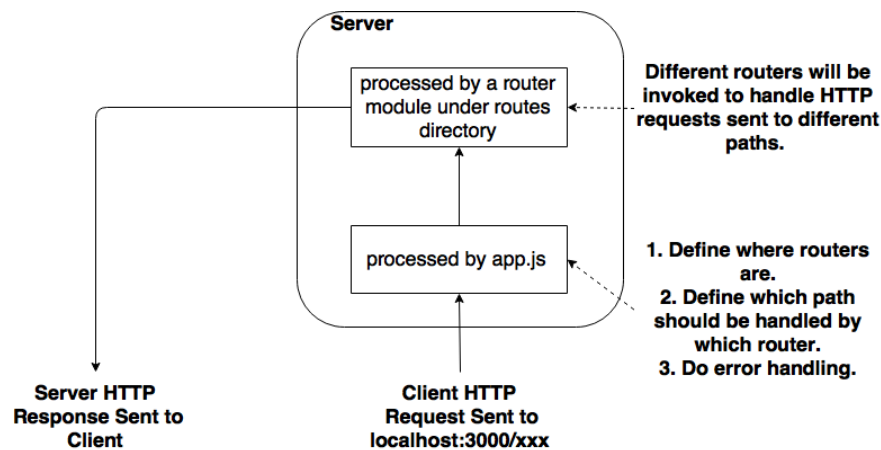 Server
processed by a router
module under routes
directory
Different routers will be
invoked to handle HTTP
requests sent to different
paths.
processed by app.js
1. Define where routers
are.
2. Define which path
should be handled by
which router.
3. Do error handling.
Server HTTP
Response Sent to
Client
Client HTTP
Request Sent to
localhost:3000/xxx